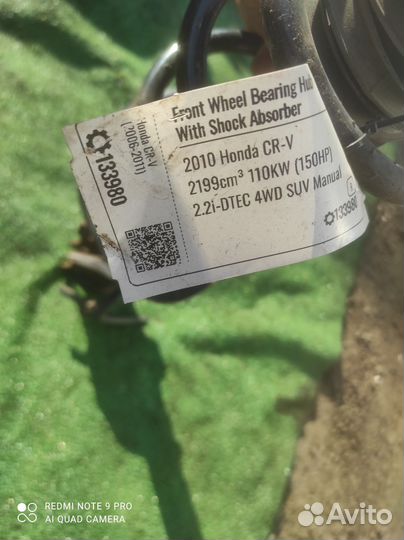 Front Wheel Bearing Hub
With Shock Absorber
2010 Honda CR-V
2199cm³ 110KW (150HP)
2.2i-DTEC 4WD SUV Manual
133980
Honda CR-V
(2006-2011)
133980
REDMI NOTE 9 PRO
AI QUAD CAMERA
Avito